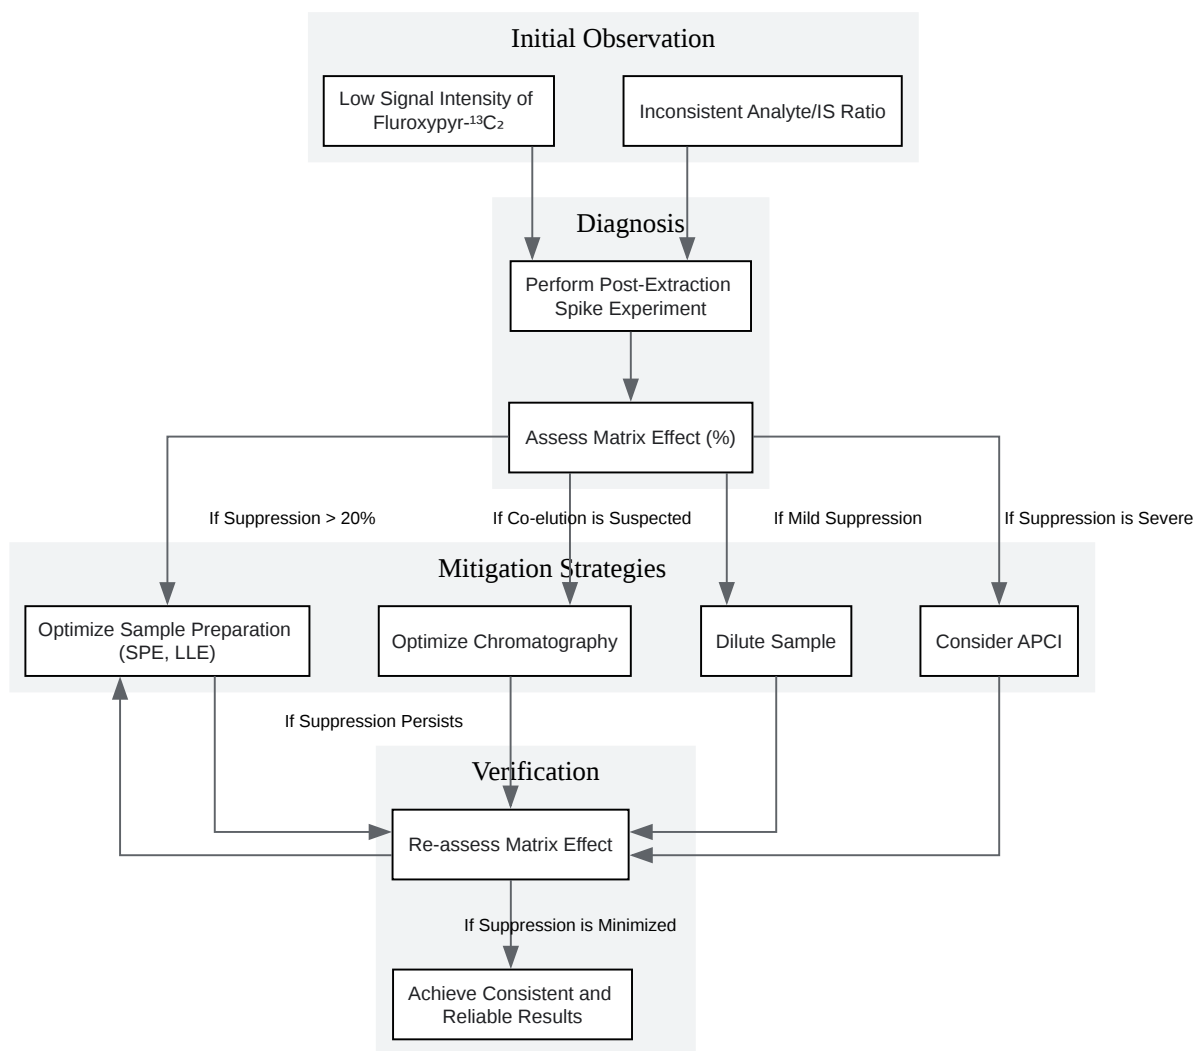 Initial Observation
Low Signal Intensity of
Fluroxypyr-¹³C₂
Inconsistent Analyte/IS Ratio
Diagnosis
Perform Post-Extraction
Spike Experiment
Assess Matrix Effect (%)
If Suppression > 20%
If Co-elution is Suspected
If Mild Suppression
If Suppression is Severe
Mitigation Strategies
Optimize Sample Preparation
(SPE, LLE)
Optimize Chromatography
Dilute Sample
Consider APCI
If Suppression Persists
Verification
Re-assess Matrix Effect
If Suppression is Minimized
Achieve Consistent and
Reliable Results